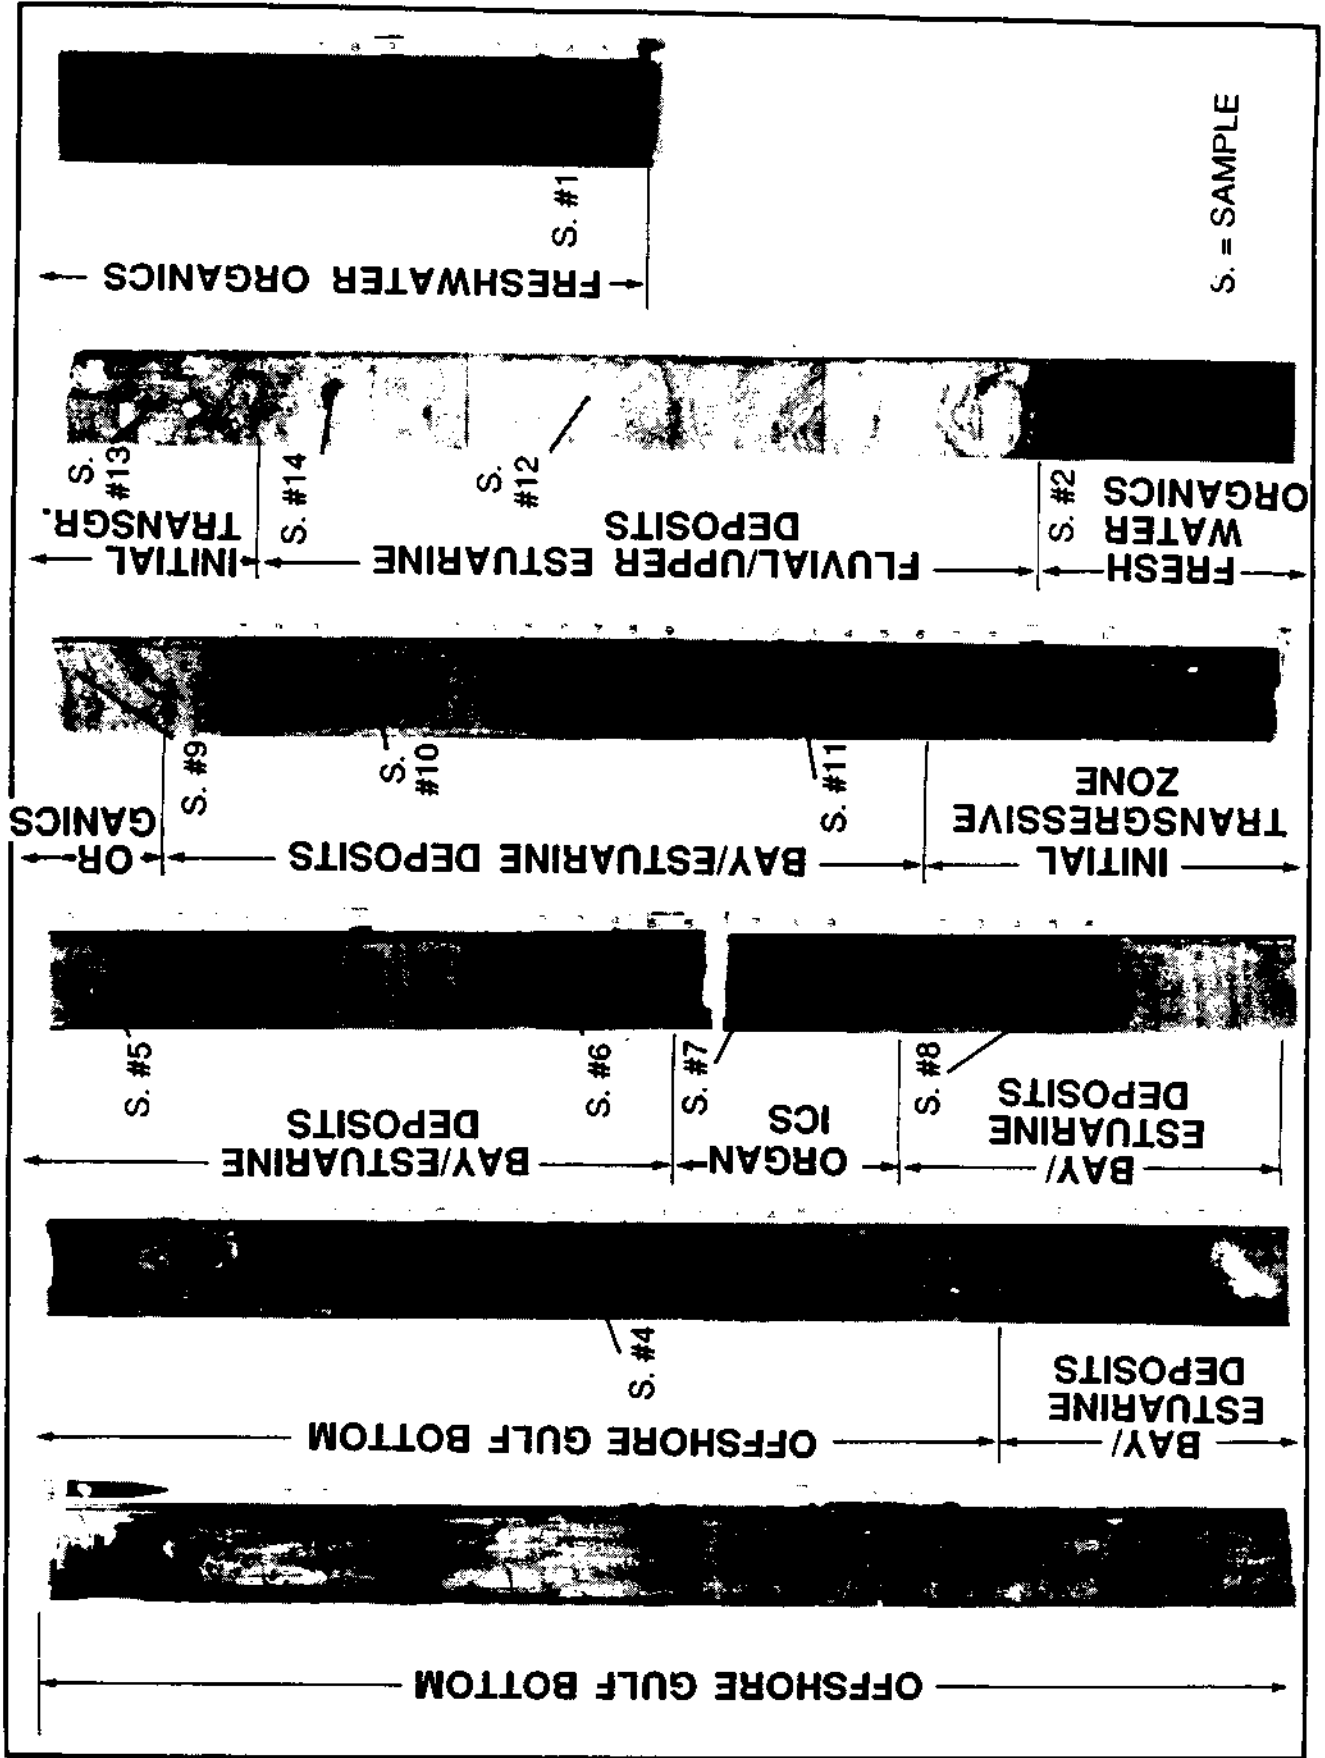 OFFSHORE GULF BOTTOM
OFFSHORE GULF BOTTOM
BAY/
ESTUARINE
DEPOSITS
S. #4
BAY/ESTUARINE
DEPOSITS
ORGAN-
ICS
BAY/
ESTUARINE
DEPOSITS
S. #5
S. #6
S. #7
S. #8
OR-
GANICS
BAY/ESTUARINE DEPOSITS
INITIAL
TRANSGRESSIVE
ZONE
S. #9
S.
#10
S. #11
INITIAL
TRANSGR.
FLUVIAL/UPPER ESTUARINE
DEPOSITS
FRESH
WATER
ORGANICS
S.
#13
S. #14
S.
#12
S. #2
FRESHWATER ORGANICS
S. #1
S. = SAMPLE